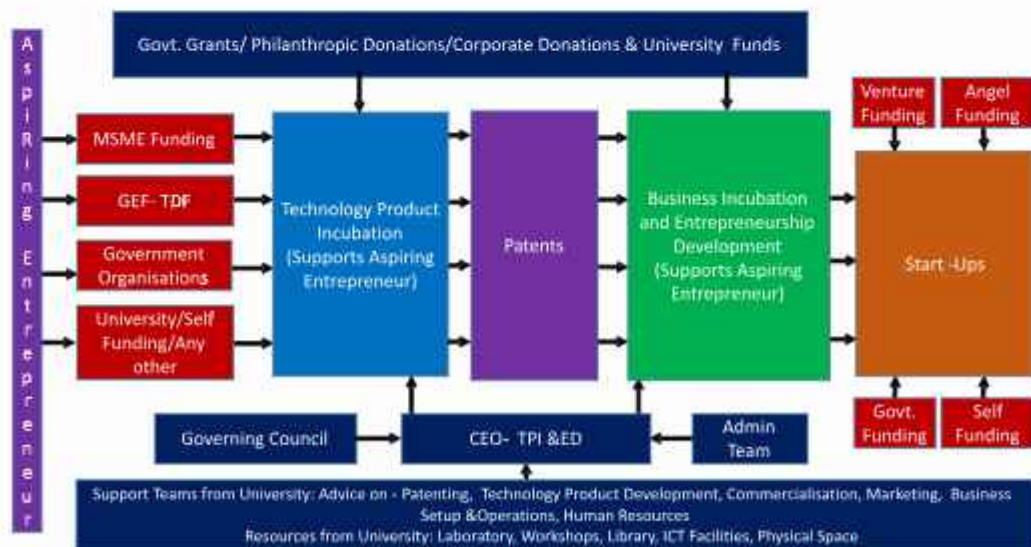 AspiRing Entrepreneur
Govt. Grants/ Philanthropic Donations/Corporate Donations & University Funds
MSME Funding
GEF- TDF
Government
Organisations
University/Self
Funding/Any
other
Technology Product
Incubation
(Supports Aspiring
Entrepreneur)
Patents
Business Incubation
and Entrepreneurship
Development
(Supports Aspiring
Entrepreneur)
Venture
Funding
Angel
Funding
Start -Ups
Govt.
Funding
Self
Funding
Governing Council
CEO- TPI &ED
Admin
Team
Support Teams from University: Advice on - Patenting, Technology Product Development, Commercialisation, Marketing, Business
Setup &Operations, Human Resources
Resources from University: Laboratory, Workshops, Library, ICT Facilities, Physical Space